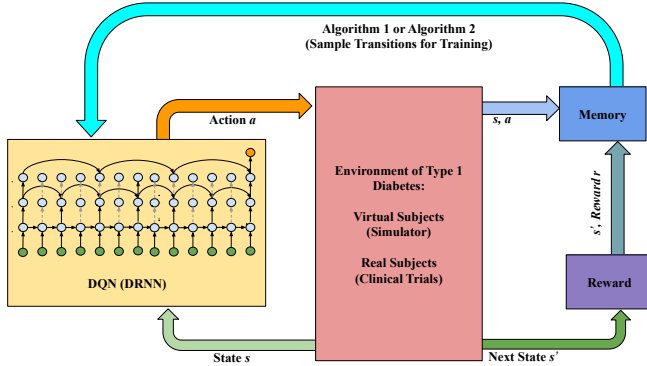 Algorithm 1 or Algorithm 2
(Sample Transitions for Training)
Action a
s, a
Memory
Environment of Type 1
Diabetes:
Virtual Subjects
(Simulator)
Real Subjects
(Clinical Trials)
s', Reward r
DQN (DRNN)
Reward
State s
Next State s'